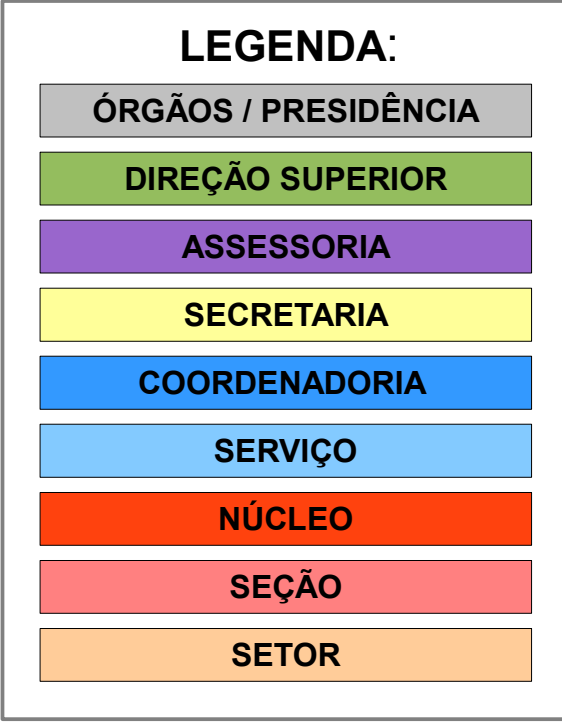 LEGENDA:
ÓRGÃOS / PRESIDÊNCIA
DIREÇÃO SUPERIOR
ASSESSORIA
SECRETARIA
COORDENADORIA
SERVIÇO
NÚCLEO
SEÇÃO
SETOR